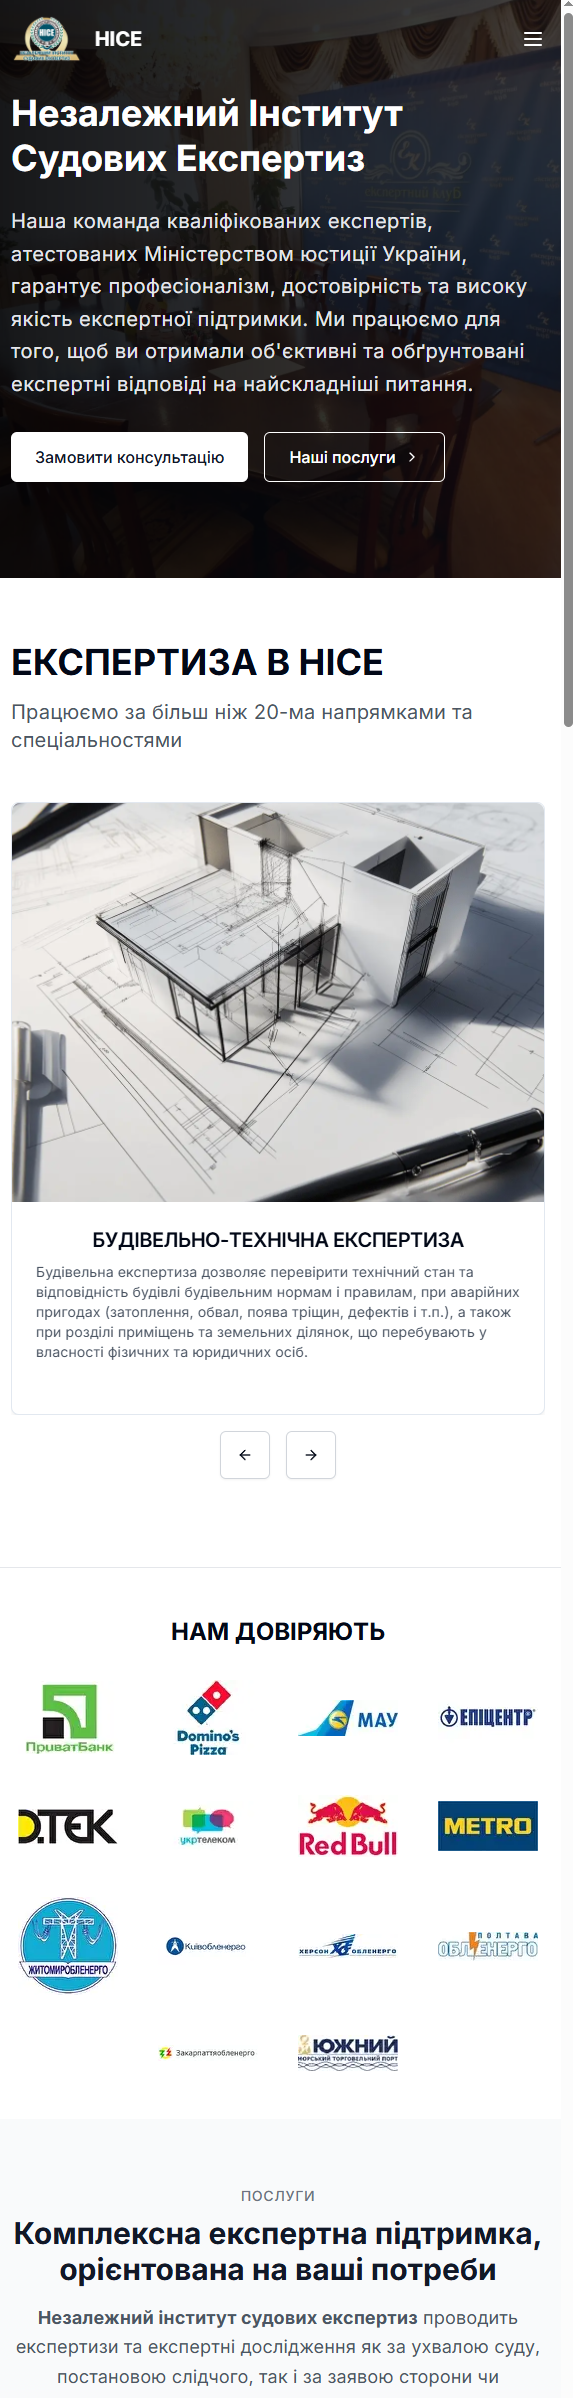 НІСЕ
Незалежний Інститут
Судових Експертиз
Наша команда кваліфікованих експертів,
атестованих Міністерством юстиції України,
гарантує професіоналізм, достовірність та високу
якість експертної підтримки. Ми працюємо для
того, щоб ви отримали об'єктивні та обґрунтовані
експертні відповіді на найскладніші питання.
Замовити консультацію
Наші послуги
ЕКСПЕРТИЗА В НІСЕ
Працюємо за більш ніж 20-ма напрямками та
спеціальностями
БУДІВЕЛЬНО-ТЕХНІЧНА ЕКСПЕРТИЗА
Будівельна експертиза дозволяє перевірити технічний стан та
відповідність будівлі будівельним нормам і правилам, при аварійних
пригодах (затоплення, обвал, поява тріщин, дефектів і т.п.), а також
при розділі приміщень та земельних ділянок, що перебувають у
власності фізичних та юридичних осіб.
НАМ ДОВІРЯЮТЬ
ПриватБанк
Domino's
Pizza
МАУ
ЕПІЦЕНТР
D.ТЕК
укртелеком
Red Bull
METRO
ЖИТОМИРОБЛЕНЕРГО
Київобленерго
ХЕРСОН ОБЛЕНЕРГО
ПОЛТАВА
ОБЛЕНЕРГО
Закарпаттяобленерго
ЮЖНИЙ
МОРСЬКИЙ ТОРГОВЕЛЬНИЙ ПОРТ
ПОСЛУГИ
Комплексна експертна підтримка,
орієнтована на ваші потреби
Незалежний інститут судових експертиз проводить
експертизи та експертні дослідження як за ухвалою суду,
постановою слідчого, так і за заявою сторони чи